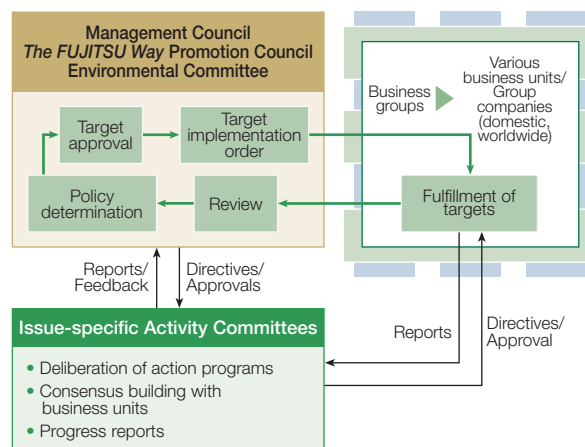 Management Council
The FUJITSU Way Promotion Council
Environmental Committee
Target
approval
Target
implementation
order
Policy
determination
Review
Business
groups
Various
business units/
Group
companies
(domestic,
worldwide)
Fulfillment of
targets
Reports/
Feedback
Directives/
Approvals
Issue-specific Activity Committees
• Deliberation of action programs
• Consensus building with
business units
• Progress reports
Reports
Directives/
Approval